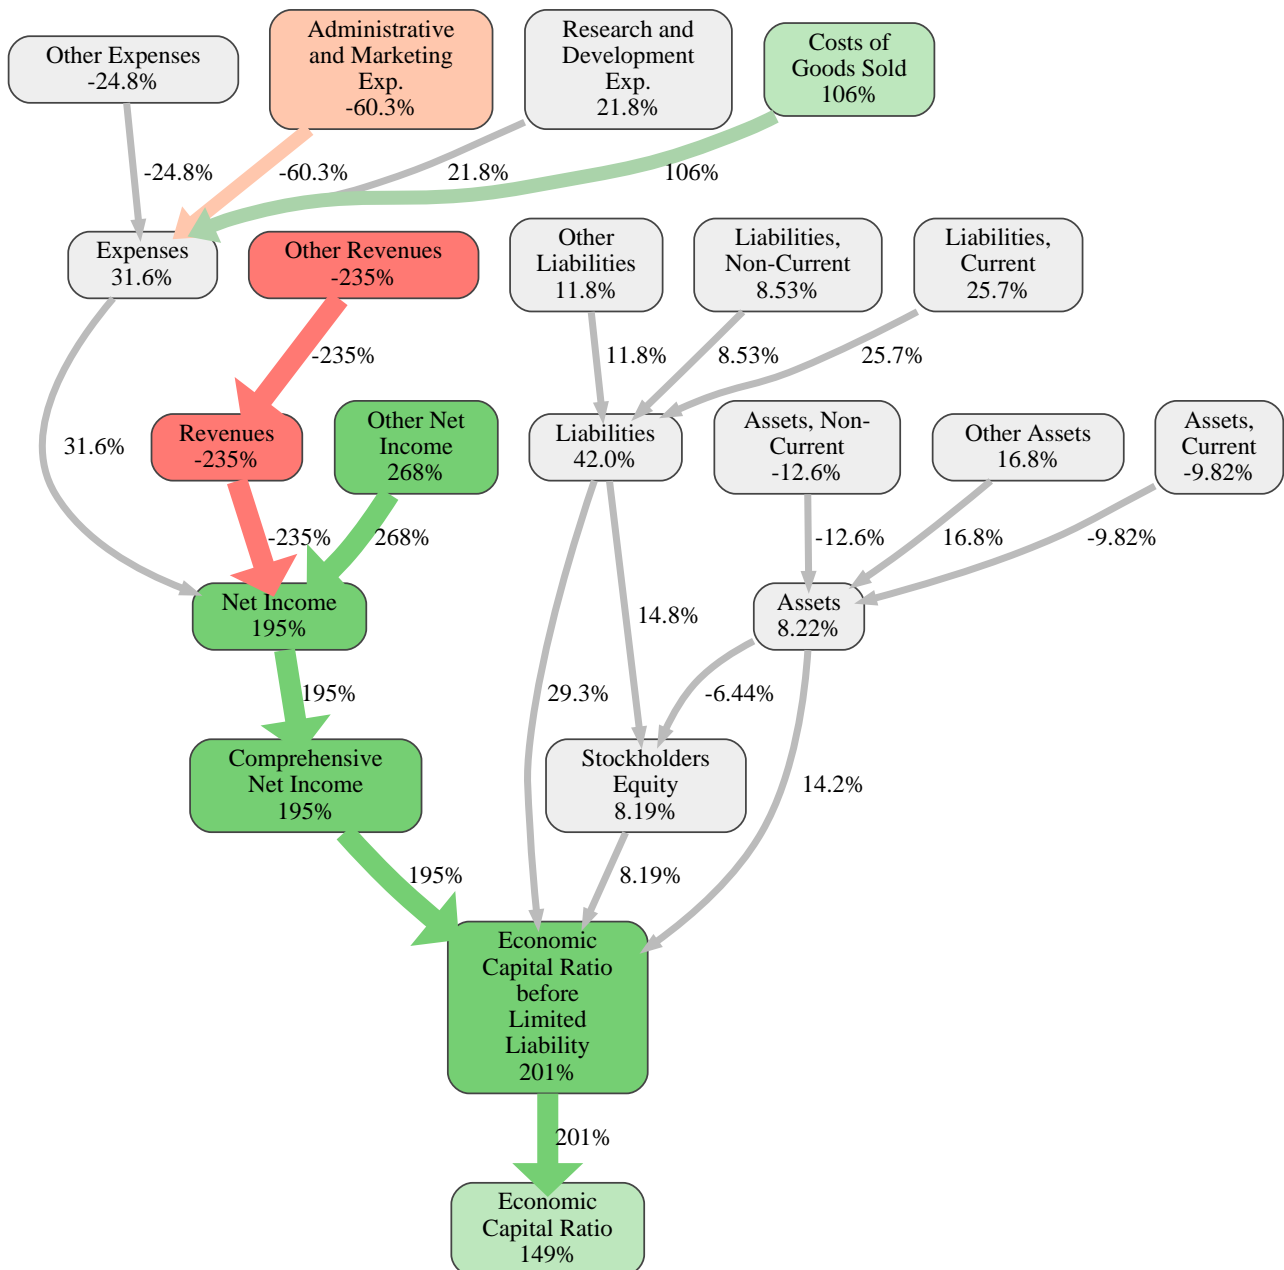 Other Expenses
-24.8%
Administrative
and Marketing
Exp.
-60.3%
Research and
Development
Exp.
21.8%
Costs of
Goods Sold
106%
-24.8%
-60.3%
21.8%
106%
Expenses
31.6%
Other Revenues
-235%
Other
Liabilities
11.8%
Liabilities,
Non-Current
8.53%
Liabilities,
Current
25.7%
-235%
11.8%
8.53%
25.7%
31.6%
Revenues
-235%
Other Net
Income
268%
Liabilities
42.0%
Assets, Non-
Current
-12.6%
Other Assets
16.8%
Assets,
Current
-9.82%
-235%
268%
-12.6%
16.8%
-9.82%
Net Income
195%
14.8%
Assets
8.22%
195%
29.3%
-6.44%
Comprehensive
Net Income
195%
Stockholders
Equity
8.19%
14.2%
195%
8.19%
Economic
Capital Ratio
before
Limited
Liability
201%
201%
Economic
Capital Ratio
149%